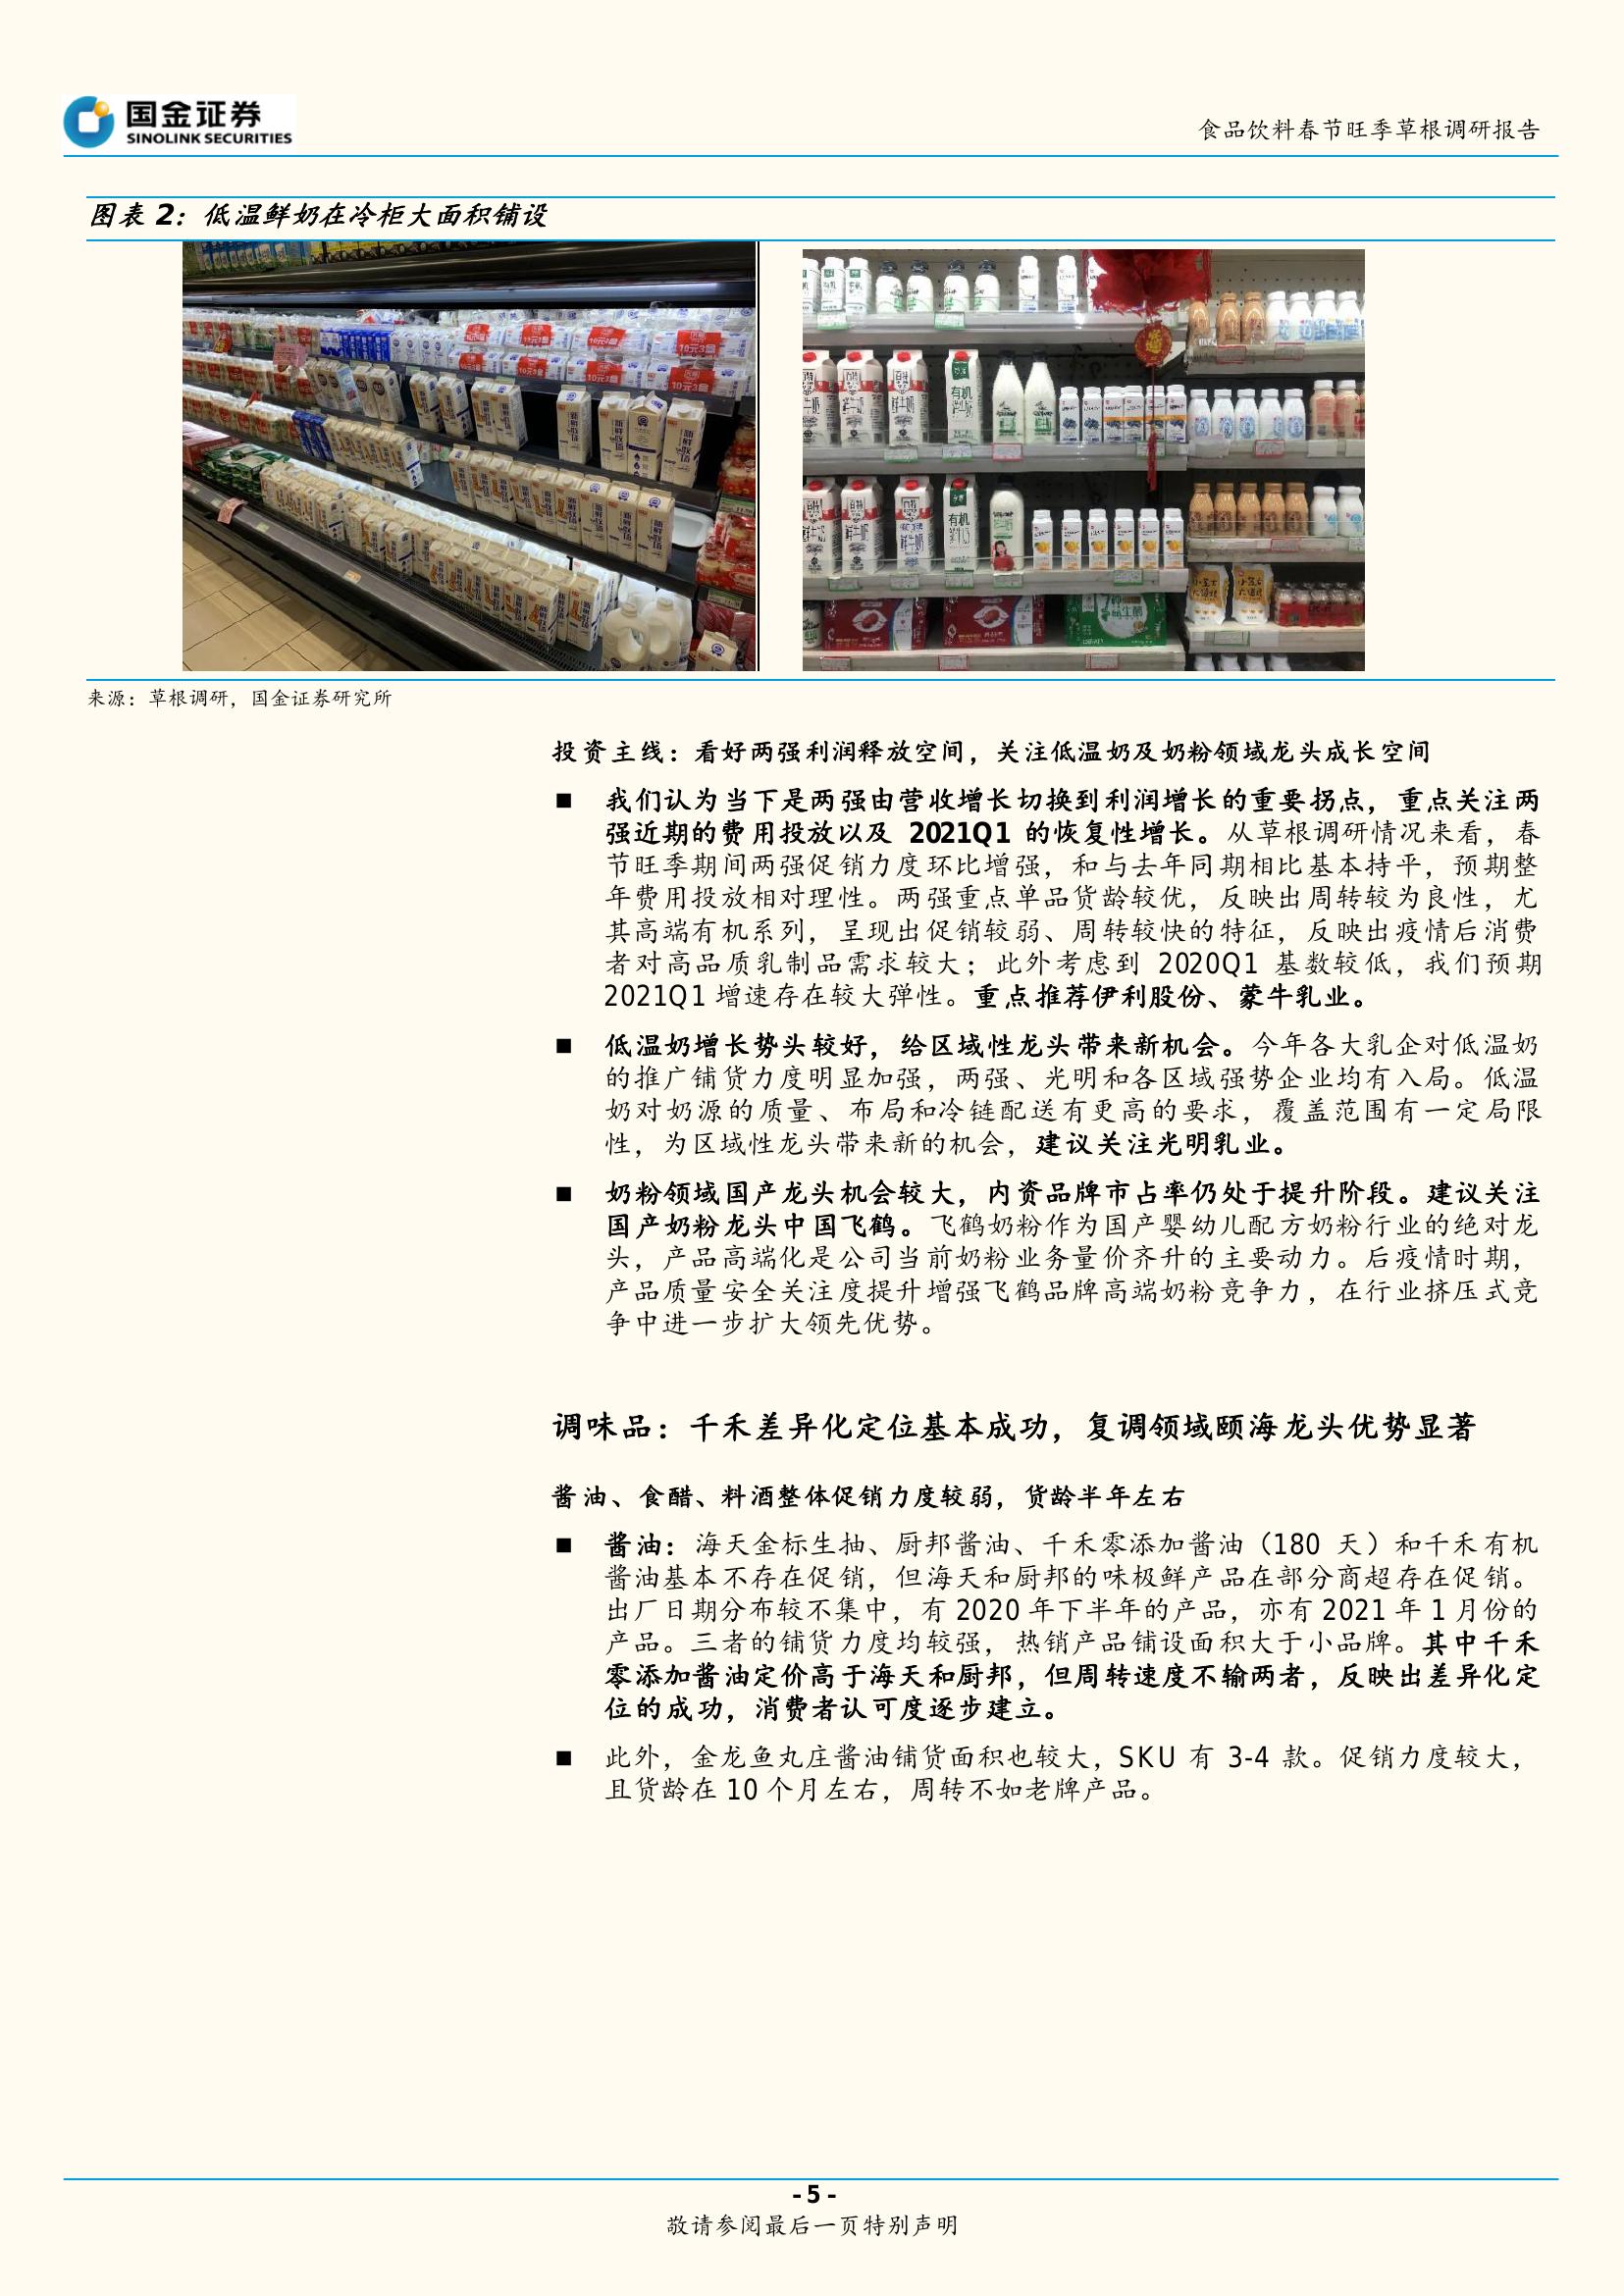 国金证券
SINOLINK SECURITIES
食品饮料春节旺季草根调研报告
图表 2：低温鲜奶在冷柜大面积铺设
10元3盒
10元3盒
有机
有机
来源：草根调研，国金证券研究所
投资主线：看好两强利润释放空间，关注低温奶及奶粉领域龙头成长空间
■ 我们认为当下是两强由营收增长切换到利润增长的重要拐点，重点关注两
强近期的费用投放以及 2021Q1 的恢复性增长。从草根调研情况来看，春
节旺季期间两强促销力度环比增强，和与去年同期相比基本持平，预期整
年费用投放相对理性。两强重点单品货龄较优，反映出周转较为良性，尤
其高端有机系列，呈现出促销较弱、周转较快的特征，反映出疫情后消费
者对高品质乳制品需求较大；此外考虑到 2020Q1 基数较低，我们预期
2021Q1 增速存在较大弹性。重点推荐伊利股份、蒙牛乳业。
■ 低温奶增长势头较好，给区域性龙头带来新机会。今年各大乳企对低温奶
的推广铺货力度明显加强，两强、光明和各区域强势企业均有入局。低温
奶对奶源的质量、布局和冷链配送有更高的要求，覆盖范围有一定局限
性，为区域性龙头带来新的机会，建议关注光明乳业。
■ 奶粉领域国产龙头机会较大，内资品牌市占率仍处于提升阶段。建议关注
国产奶粉龙头中国飞鹤。飞鹤奶粉作为国产婴幼儿配方奶粉行业的绝对龙
头，产品高端化是公司当前奶粉业务量价齐升的主要动力。后疫情时期，
产品质量安全关注度提升增强飞鹤品牌高端奶粉竞争力，在行业挤压式竞
争中进一步扩大领先优势。
调味品：千禾差异化定位基本成功，复调领域颐海龙头优势显著
酱油、食醋、料酒整体促销力度较弱，货龄半年左右
■ 酱油：海天金标生抽、厨邦酱油、千禾零添加酱油（180 天）和千禾有机
酱油基本不存在促销，但海天和厨邦的味极鲜产品在部分商超存在促销。
出厂日期分布较不集中，有 2020 年下半年的产品，亦有 2021 年 1 月份的
产品。三者的铺货力度均较强，热销产品铺设面积大于小品牌。其中千禾
零添加酱油定价高于海天和厨邦，但周转速度不输两者，反映出差异化定
位的成功，消费者认可度逐步建立。
■ 此外，金龙鱼丸庄酱油铺货面积也较大，SKU 有 3-4 款。促销力度较大，
且货龄在 10 个月左右，周转不如老牌产品。
- 5 -
敬请参阅最后一页特别声明